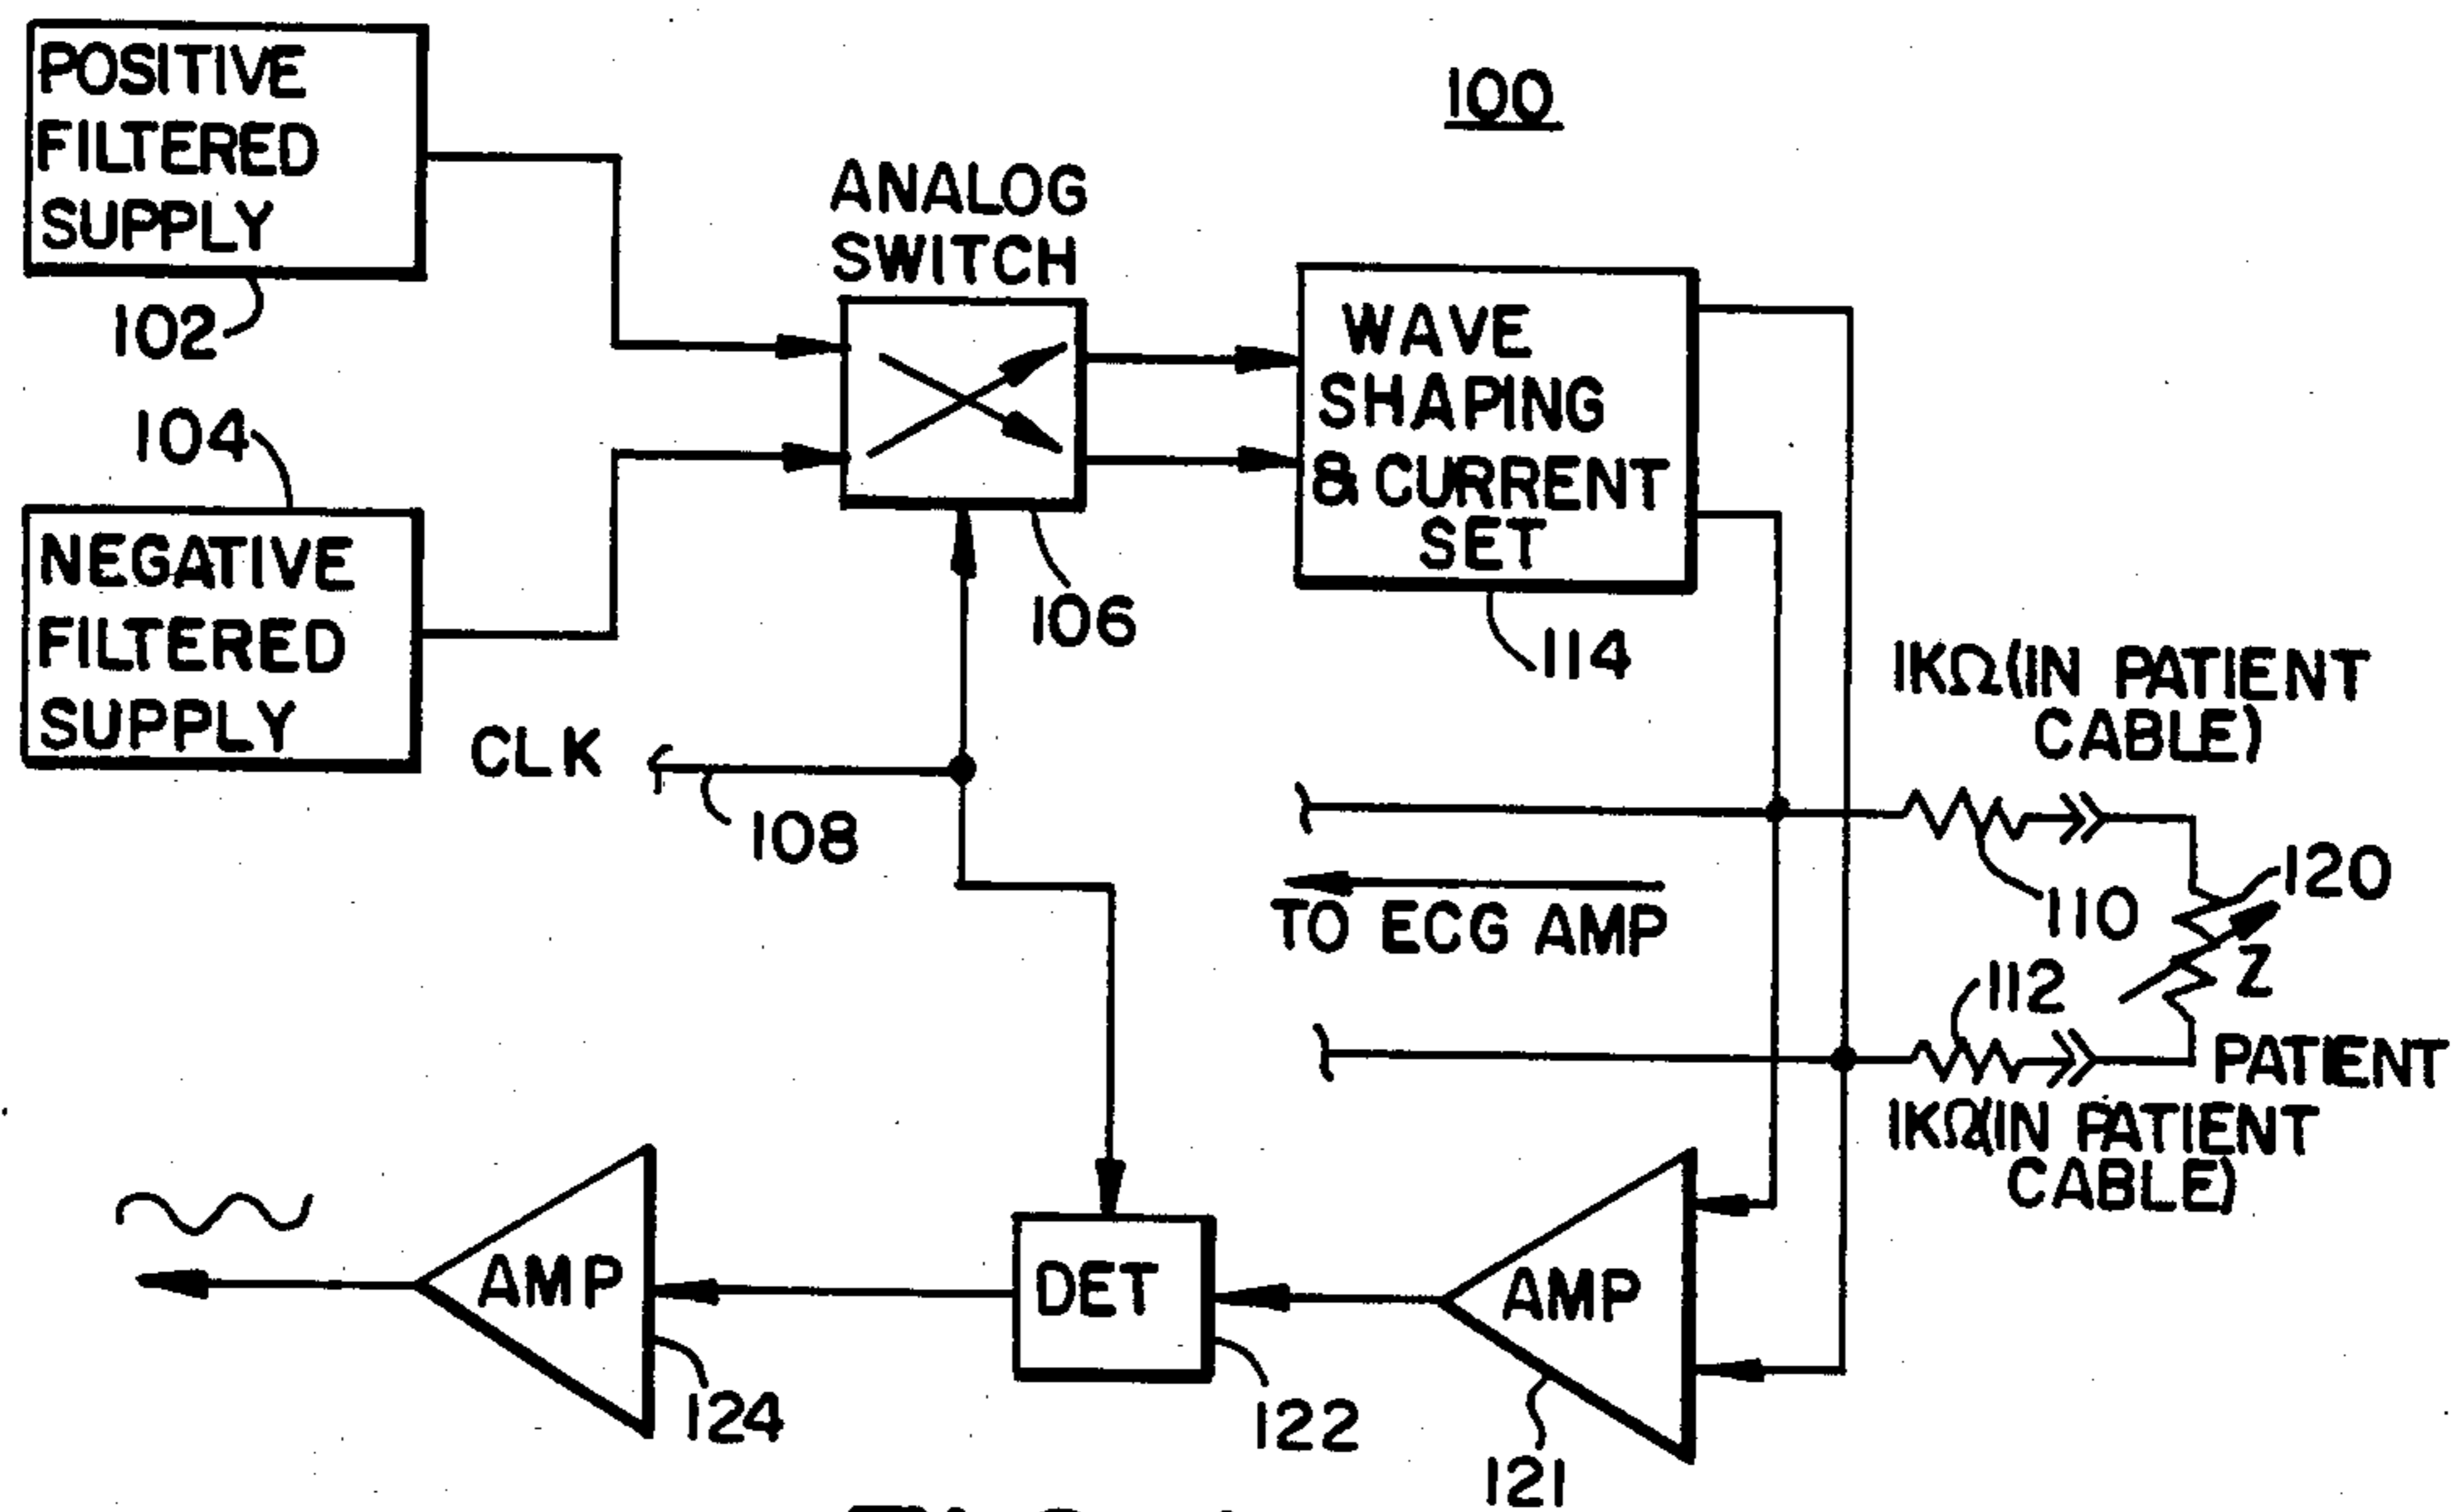 POSITIVE
FILTERED
SUPPLY
102
100
ANALOG
SWITCH
104
NEGATIVE
FILTERED
SUPPLY
106
WAVE
SHAPING
& CURRENT
SET
114
CLK
108
1KΩ(IN PATIENT
CABLE)
110
120
Z
TO ECG AMP
112
PATIENT
1KΩ(IN PATIENT
CABLE)
AMP
124
DET
122
AMP
121